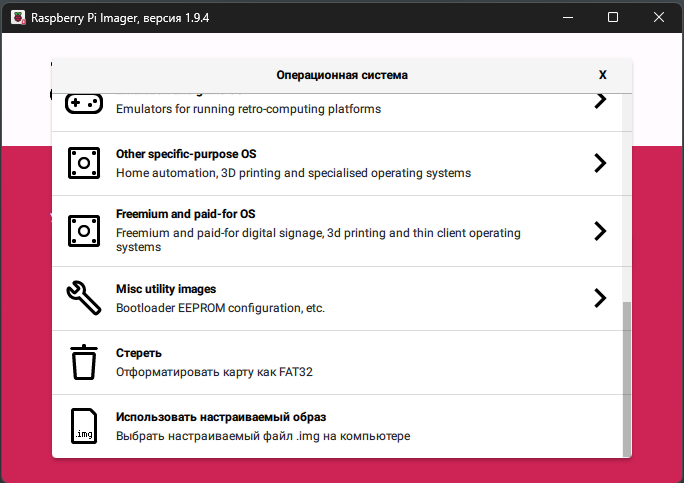 Raspberry Pi Imager, версия 1.9.4
Операционная система
X
Emulators for running retro-computing platforms
Other specific-purpose OS
Home automation, 3D printing and specialised operating systems
Freemium and paid-for OS
Freemium and paid-for digital signage, 3d printing and thin client operating
systems
Misc utility images
Bootloader EEPROM configuration, etc.
Стереть
Отформатировать карту как FAT32
.img
Использовать настраиваемый образ
Выбрать настраиваемый файл .img на компьютере